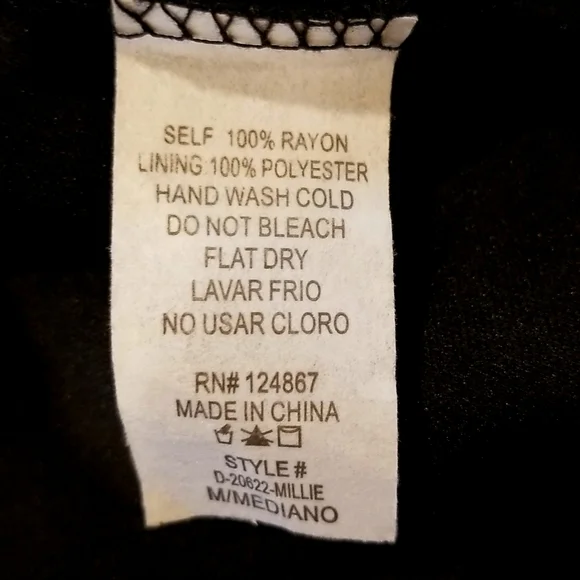 SELF 100% RAYON
LINING 100% POLYESTER
HAND WASH COLD
DO NOT BLEACH
FLAT DRY
LAVAR FRIO
NO USAR CLORO
RN# 124867
MADE IN CHINA
STYLE #
D-20622-MILLIE
M/MEDIANO